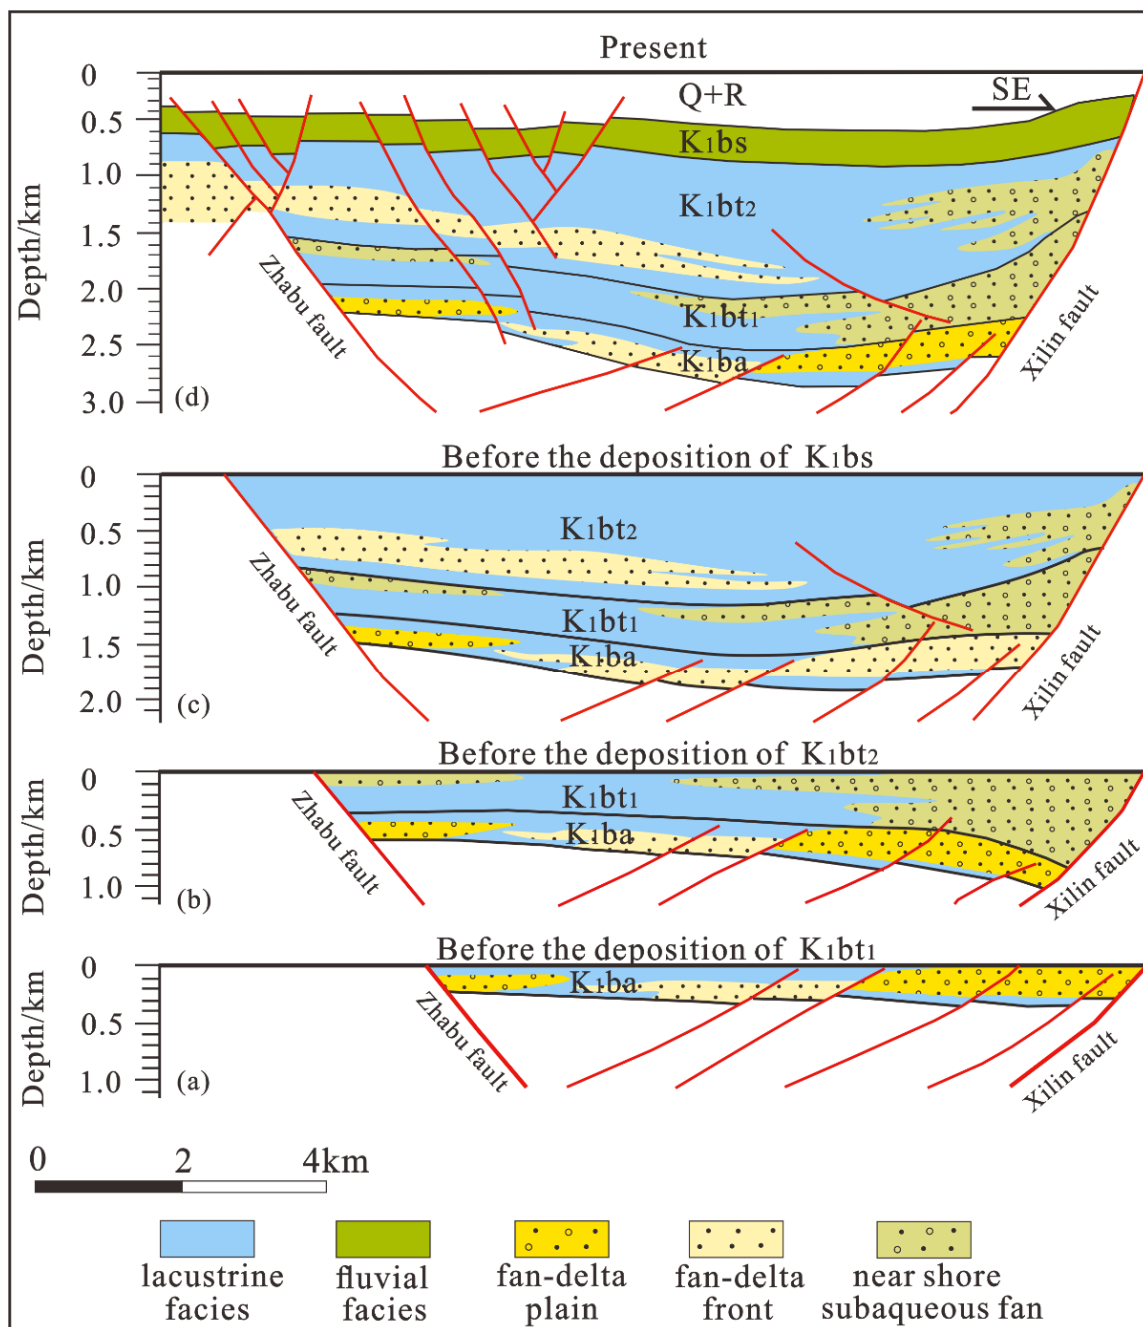 Present
0
0.5
1.0
1.5
2.0
2.5
3.0
Depth/km
Q+R
SE
K1bs
K1bt2
K1bt1
K1ba
Zhabu fault
Xilin fault
(d)
Before the deposition of K1bs
0
0.5
1.0
1.5
2.0
Depth/km
K1bt2
K1bt1
K1ba
Zhabu fault
Xilin fault
(c)
Before the deposition of K1bt2
0
0.5
1.0
Depth/km
K1bt1
K1ba
Zhabu fault
Xilin fault
(b)
Before the deposition of K1bt1
0
0.5
1.0
Depth/km
K1ba
Zhabu fault
Xilin fault
(a)
0 2 4km
lacustrine
facies
fluvial
facies
fan-delta
plain
fan-delta
front
near shore
subaqueous fan